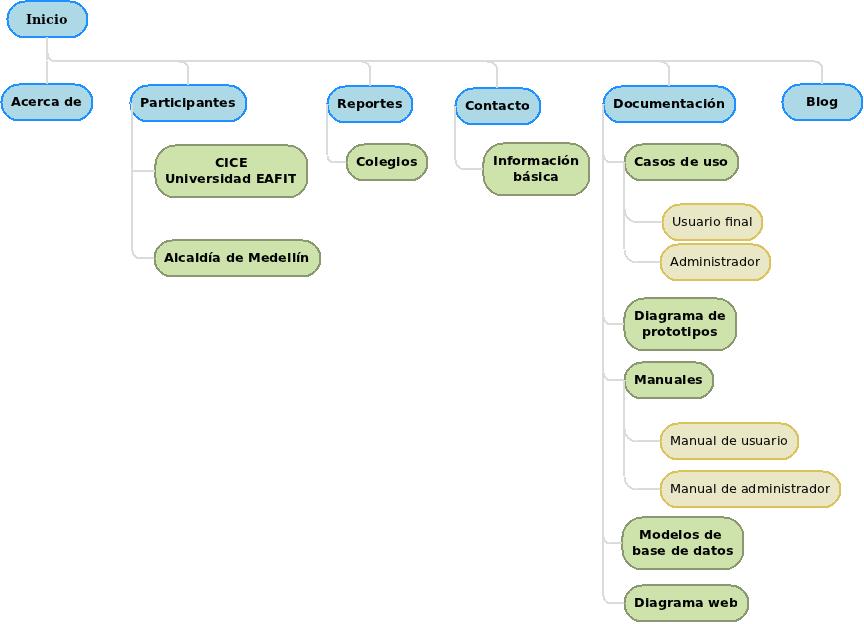 Inicio
Acerca de
Participantes
Reportes
Contacto
Documentación
Blog
CICE
Universidad EAFIT
Alcaldía de Medellín
Colegios
Información
básica
Casos de uso
Usuario final
Administrador
Diagrama de
prototipos
Manuales
Manual de usuario
Manual de administrador
Modelos de
base de datos
Diagrama web